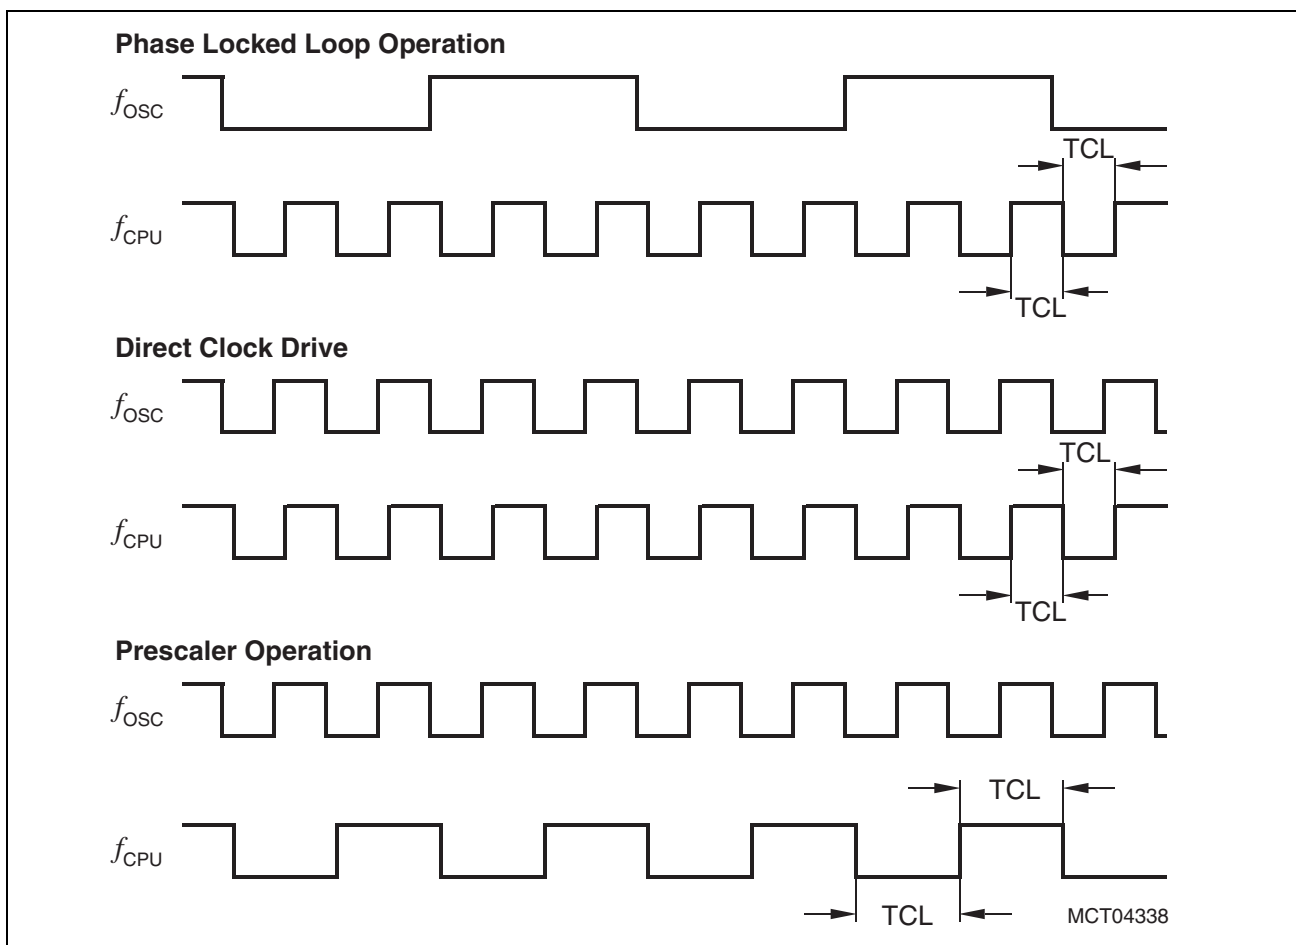 Phase Locked Loop Operation
fOSC
TCL
fCPU
TCL
Direct Clock Drive
fOSC
TCL
fCPU
TCL
Prescaler Operation
fOSC
TCL
fCPU
TCL
MCT04338